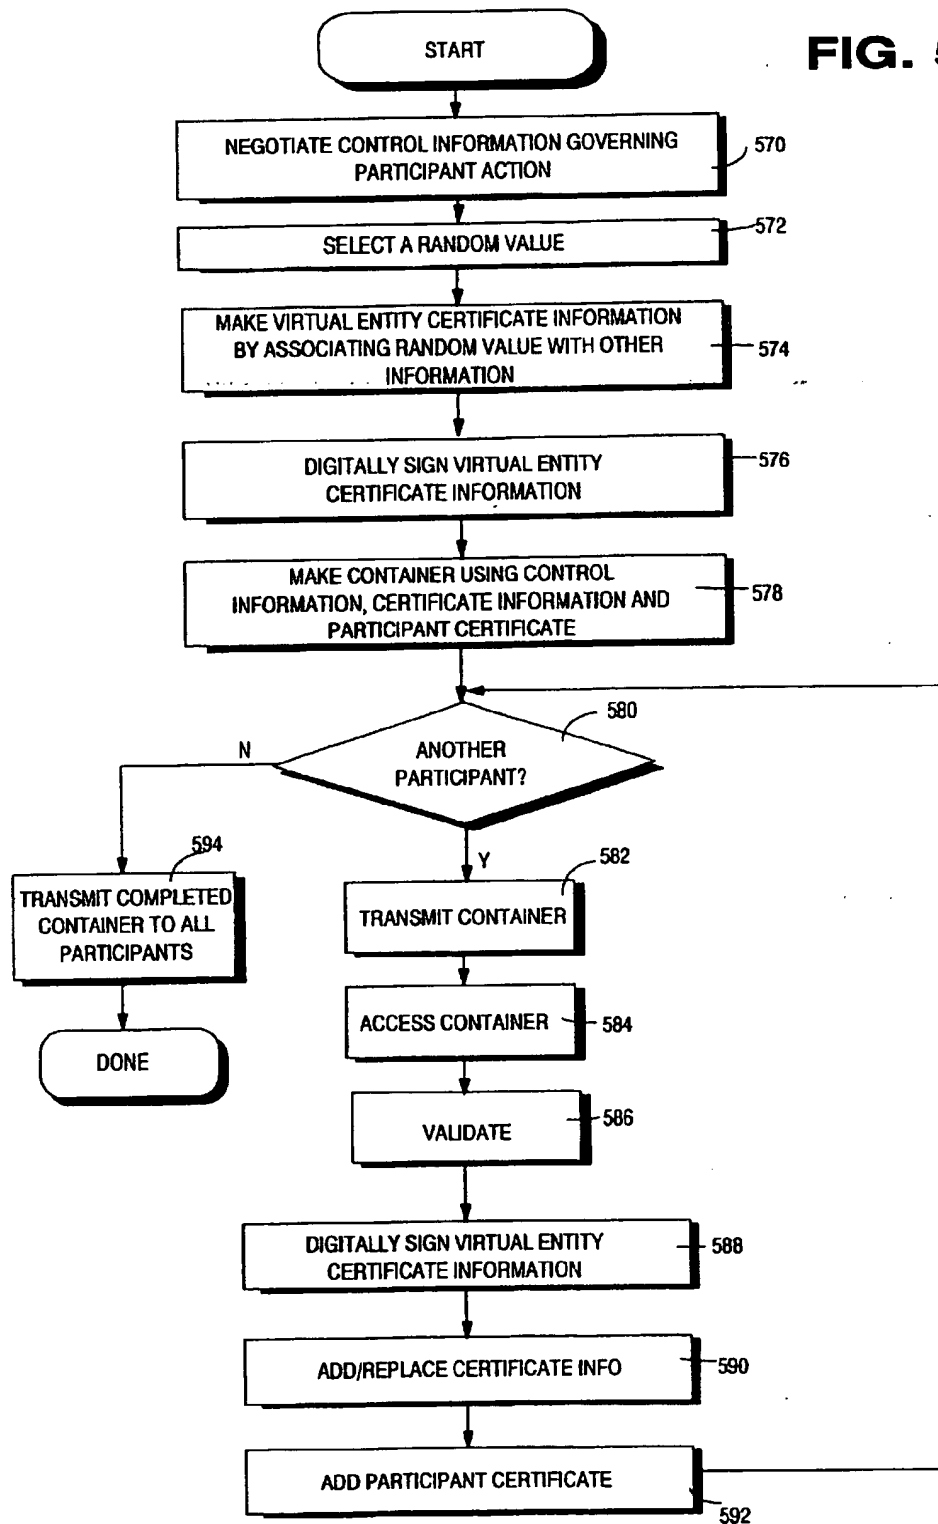 START
FIG. 5
NEGOTIATE CONTROL INFORMATION GOVERNING
PARTICIPANT ACTION
570
SELECT A RANDOM VALUE
572
MAKE VIRTUAL ENTITY CERTIFICATE INFORMATION
BY ASSOCIATING RANDOM VALUE WITH OTHER
INFORMATION
574
DIGITALLY SIGN VIRTUAL ENTITY
CERTIFICATE INFORMATION
576
MAKE CONTAINER USING CONTROL
INFORMATION, CERTIFICATE INFORMATION AND
PARTICIPANT CERTIFICATE
578
580
ANOTHER
PARTICIPANT?
N
Y
594
TRANSMIT COMPLETED
CONTAINER TO ALL
PARTICIPANTS
DONE
582
TRANSMIT CONTAINER
ACCESS CONTAINER
584
VALIDATE
586
DIGITALLY SIGN VIRTUAL ENTITY
CERTIFICATE INFORMATION
588
ADD/REPLACE CERTIFICATE INFO
590
ADD PARTICIPANT CERTIFICATE
592